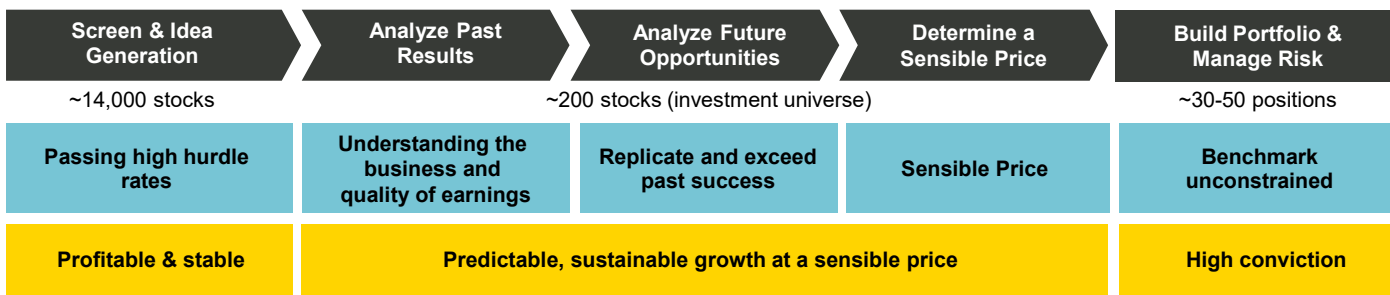 Screen & Idea
Generation
Analyze Past
Results
Analyze Future
Opportunities
Determine a
Sensible Price
Build Portfolio &
Manage Risk
~14,000 stocks
~200 stocks (investment universe)
~30-50 positions
Passing high hurdle
rates
Understanding the
business and
quality of earnings
Replicate and exceed
past success
Sensible Price
Benchmark
unconstrained
Profitable & stable
Predictable, sustainable growth at a sensible price
High conviction